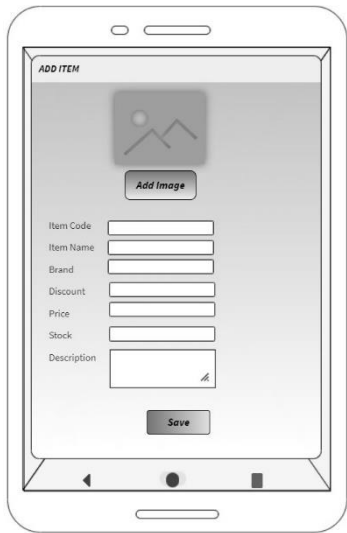 ADD ITEM
Add Image
Item Code
Item Name
Brand
Discount
Price
Stock
Description
Save